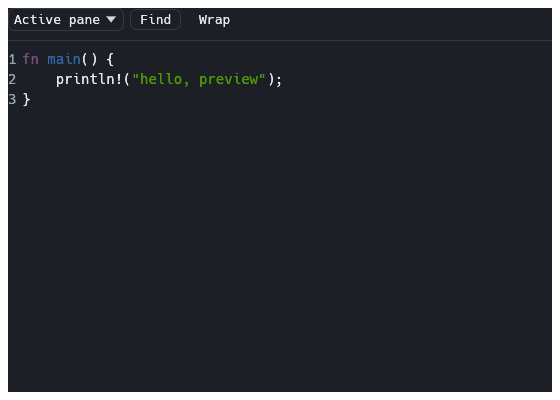 Active pane Find Wrap
1 fn main() {
2     println!("hello, preview");
3 }